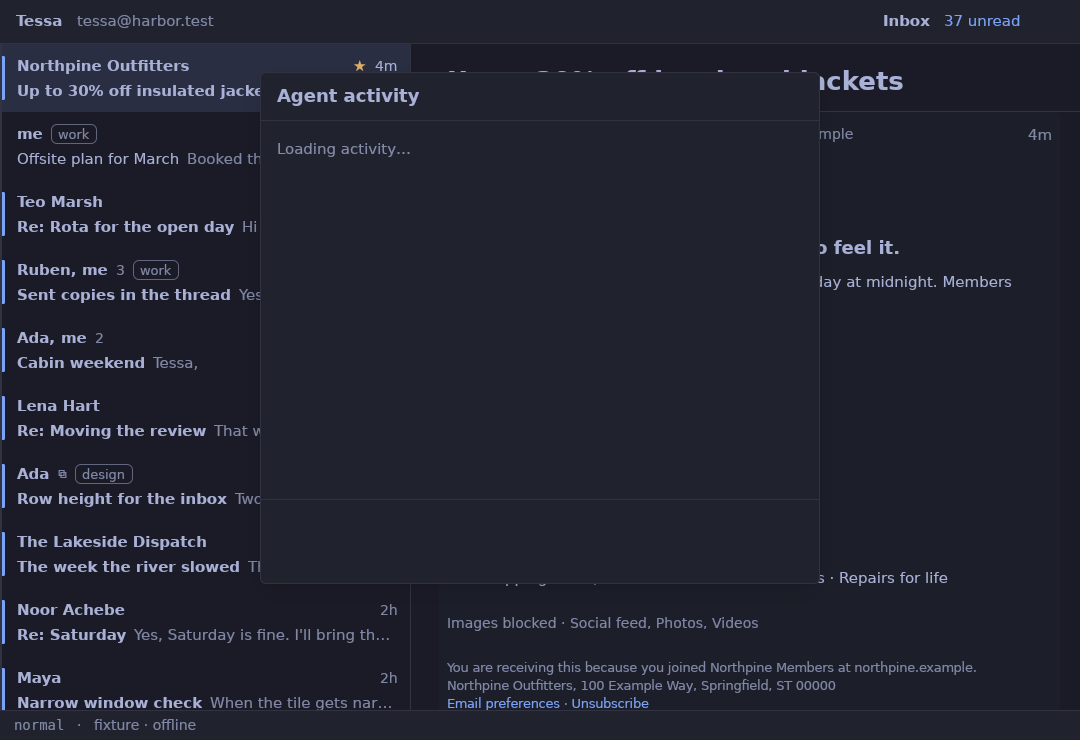 Tessa tessa@harbor.test Inbox 37 unread
Northpine Outfitters ★ 4m
Up to 30% off insulated jacke
me work
Offsite plan for March Booked th
Teo Marsh
Re: Rota for the open day Hi
Ruben, me 3 work
Sent copies in the thread Yes
Ada, me 2
Cabin weekend Tessa,
Lena Hart
Re: Moving the review That w
Ada design
Row height for the inbox Two
The Lakeside Dispatch
The week the river slowed Th
Noor Achebe 2h
Re: Saturday Yes, Saturday is fine. I'll bring th…
Maya 2h
Narrow window check When the tile gets nar…
ackets
mple 4m
Agent activity
Loading activity…
o feel it.
day at midnight. Members
s · Repairs for life
Images blocked · Social feed, Photos, Videos
You are receiving this because you joined Northpine Members at northpine.example.
Northpine Outfitters, 100 Example Way, Springfield, ST 00000
Email preferences · Unsubscribe
normal · fixture · offline